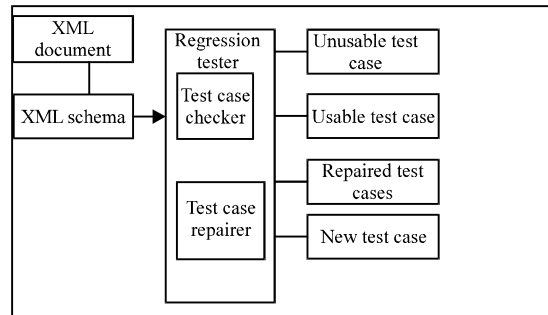 XML
document
XML schema
Regression
tester
Test case
checker
Test case
repairer
Unusable test
case
Usable test case
Repaired test
cases
New test case